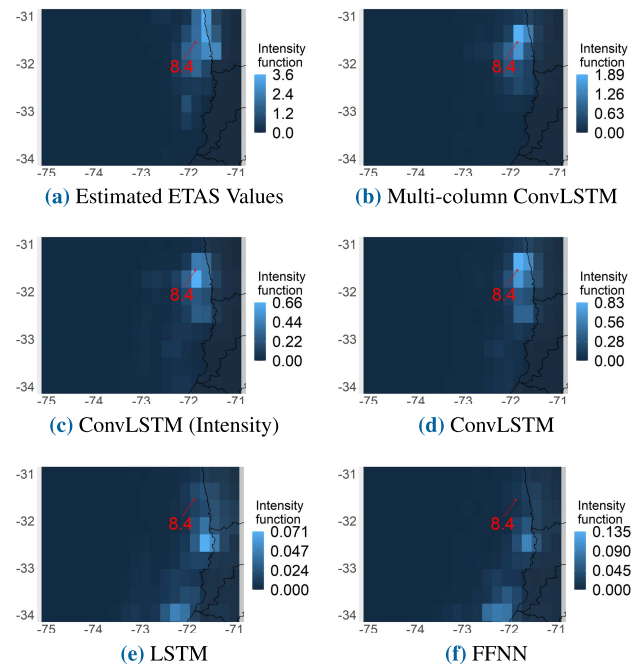 -31
-32
-33
-34
8.4
Intensity
function
3.6
2.4
1.2
0.0
-75 -74 -73 -72 -71
(a) Estimated ETAS Values
-31
-32
-33
-34
8.4
Intensity
function
1.89
1.26
0.63
0.00
-75 -74 -73 -72 -71
(b) Multi-column ConvLSTM
-31
-32
-33
-34
8.4
Intensity
function
0.66
0.44
0.22
0.00
-75 -74 -73 -72 -71
(c) ConvLSTM (Intensity)
-31
-32
-33
-34
8.4
Intensity
function
0.83
0.56
0.28
0.00
-75 -74 -73 -72 -71
(d) ConvLSTM
-31
-32
-33
-34
8.4
Intensity
function
0.071
0.047
0.024
0.000
-75 -74 -73 -72 -71
(e) LSTM
-31
-32
-33
-34
8.4
Intensity
function
0.135
0.090
0.045
0.000
-75 -74 -73 -72 -71
(f) FFNN